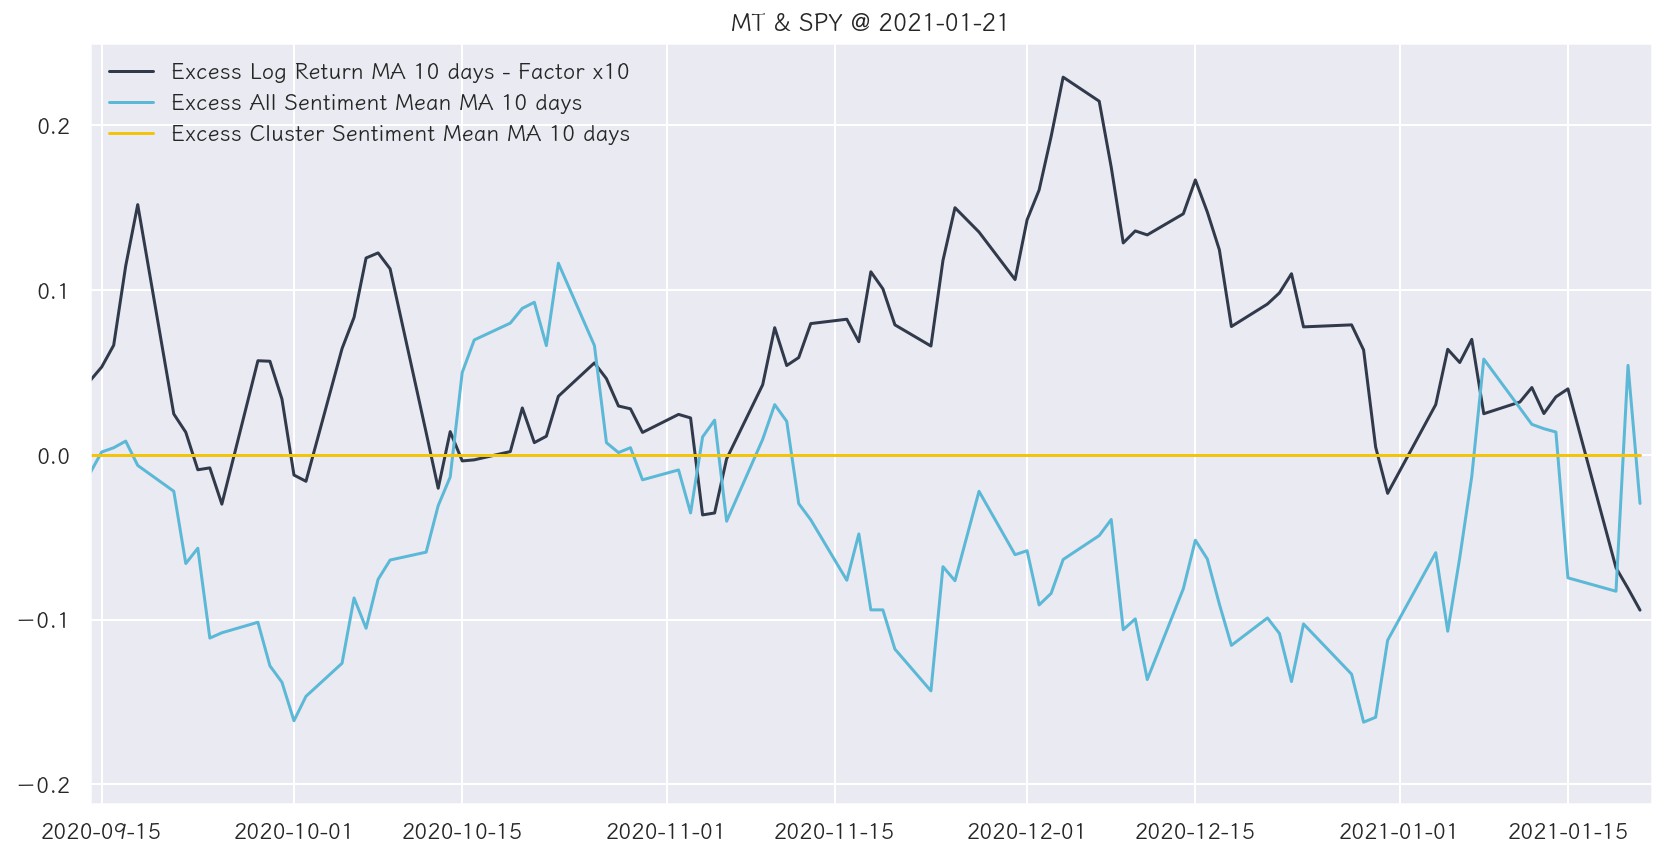 MT & SPY @ 2021-01-21
Excess Log Return MA 10 days - Factor x10
Excess All Sentiment Mean MA 10 days
Excess Cluster Sentiment Mean MA 10 days
0.2
0.1
0.0
−0.1
−0.2
2020-09-15 2020-10-01 2020-10-15 2020-11-01 2020-11-15 2020-12-01 2020-12-15 2021-01-01 2021-01-15